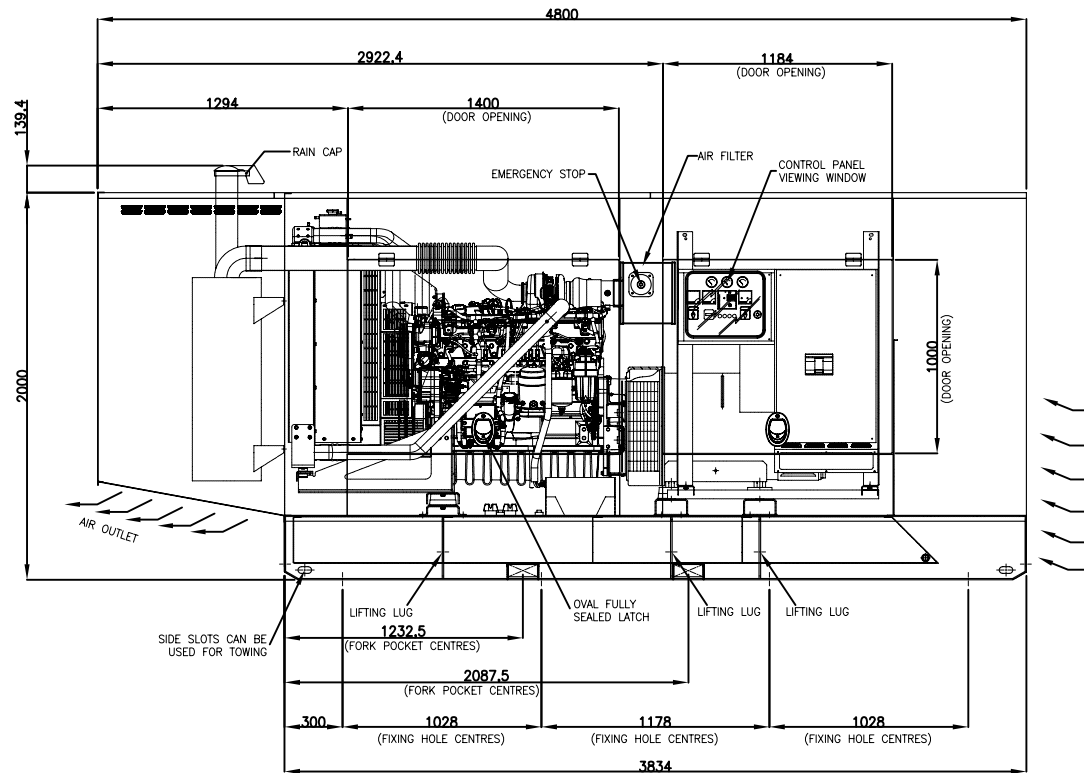 4800
2922.4
1184
(DOOR OPENING)
1294
1400
(DOOR OPENING)
139.4
RAIN CAP
EMERGENCY STOP
AIR FILTER
CONTROL PANEL
VIEWING WINDOW
2000
1000
(DOOR OPENING)
AIR OUTLET
LIFTING LUG
OVAL FULLY
SEALED LATCH
LIFTING LUG
LIFTING LUG
SIDE SLOTS CAN BE
USED FOR TOWING
1232.5
(FORK POCKET CENTRES)
2087.5
(FORK POCKET CENTRES)
300
1028
(FIXING HOLE CENTRES)
1178
(FIXING HOLE CENTRES)
1028
(FIXING HOLE CENTRES)
3834